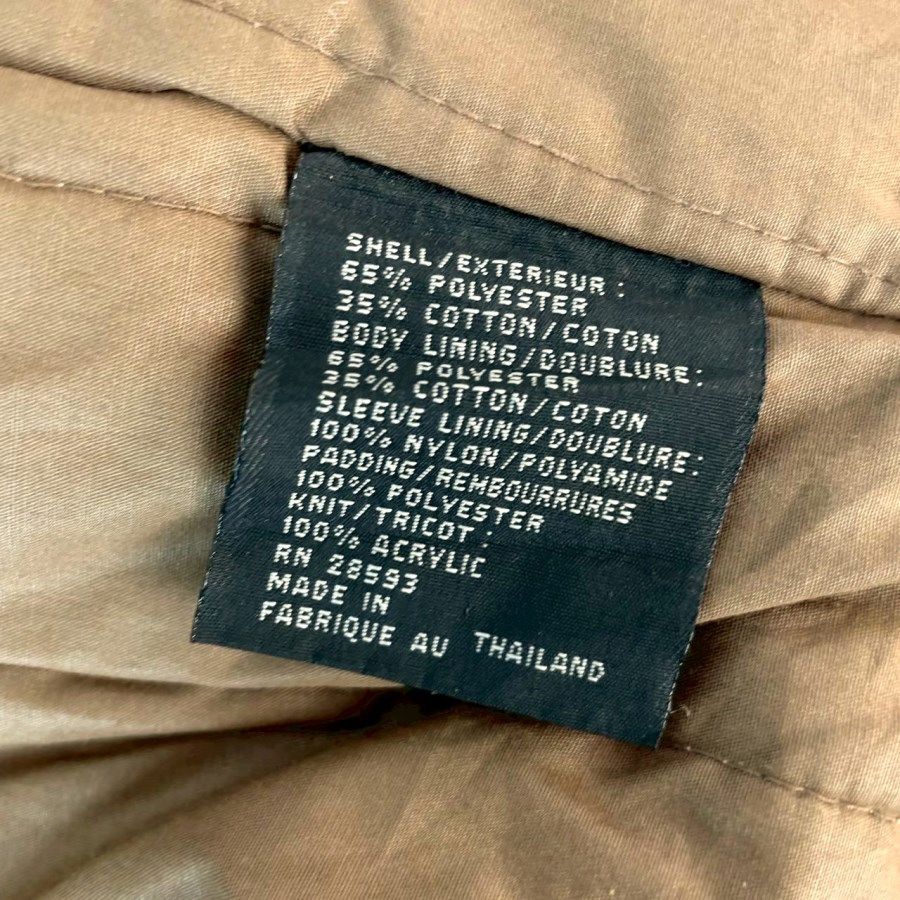 SHELL/EXTERIEUR:
65% POLYESTER
35% COTTON/COTON
BODY LINING/DOUBLURE:
65% POLYESTER
35% COTTON/COTON
SLEEVE LINING/DOUBLURE:
100% NYLON/POLYAMIDE
PADDING/REMBOURRURES
100% POLYESTER
KNIT/TRICOT:
100% ACRYLIC
RN 28593
MADE IN
FABRIQUE AU THAILAND